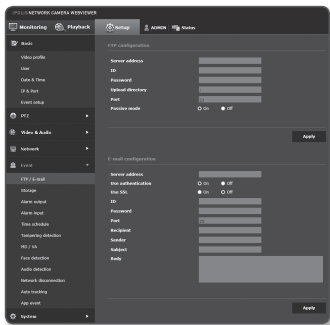 iPOLiS NETWORK CAMERA WEBVIEWER
Monitoring
Playback
Setup
ADMIN
Status
Basic
Video profile
User
Date & Time
IP & Port
Event setup
PTZ
Video & Audio
Network
Event
FTP / E-mail
Storage
Alarm output
Alarm input
Time schedule
Tampering detection
MD / VA
Face detection
Audio detection
Network disconnection
Auto tracking
App event
System
FTP configuration
Server address
ID
Password
Upload directory
Port
Passive mode
On
Off
Apply
E-mail configuration
Server address
Use authentication
On
Off
Use SSL
On
Off
ID
Password
Port
Recipient
Sender
Subject
Body
Apply